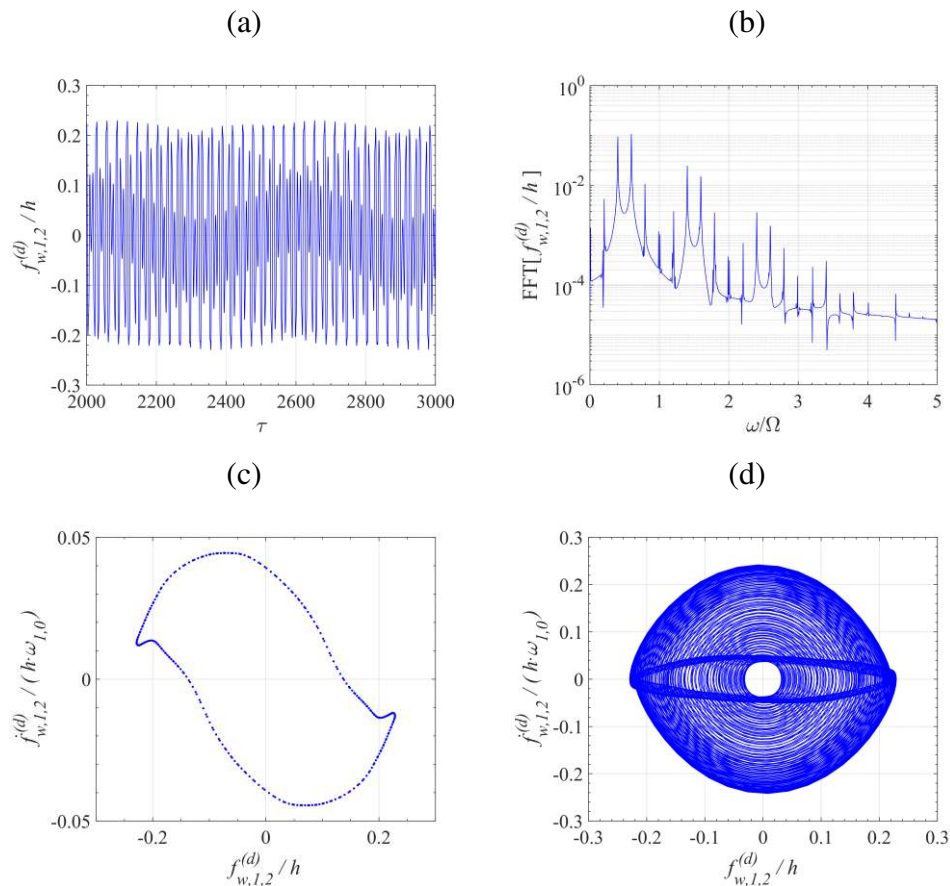 (a)
(b)
0.3
0.2
0.1
0
-0.1
-0.2
-0.3
2000 2200 2400 2600 2800 3000
τ
f^{(d)}_{w,1,2} / h
10^0
10^{-2}
10^{-4}
10^{-6}
0 1 2 3 4 5
ω/Ω
FFT[ f^{(d)}_{w,1,2} / h ]
(c)
(d)
0.05
0
-0.05
-0.2 0 0.2
f^{(d)}_{w,1,2} / h
ḟ^{(d)}_{w,1,2} / ( h·ω_{1,0})
0.3
0.2
0.1
0
-0.1
-0.2
-0.3
-0.3 -0.2 -0.1 0 0.1 0.2 0.3
f^{(d)}_{w,1,2} / h
ḟ^{(d)}_{w,1,2} / ( h·ω_{1,0})